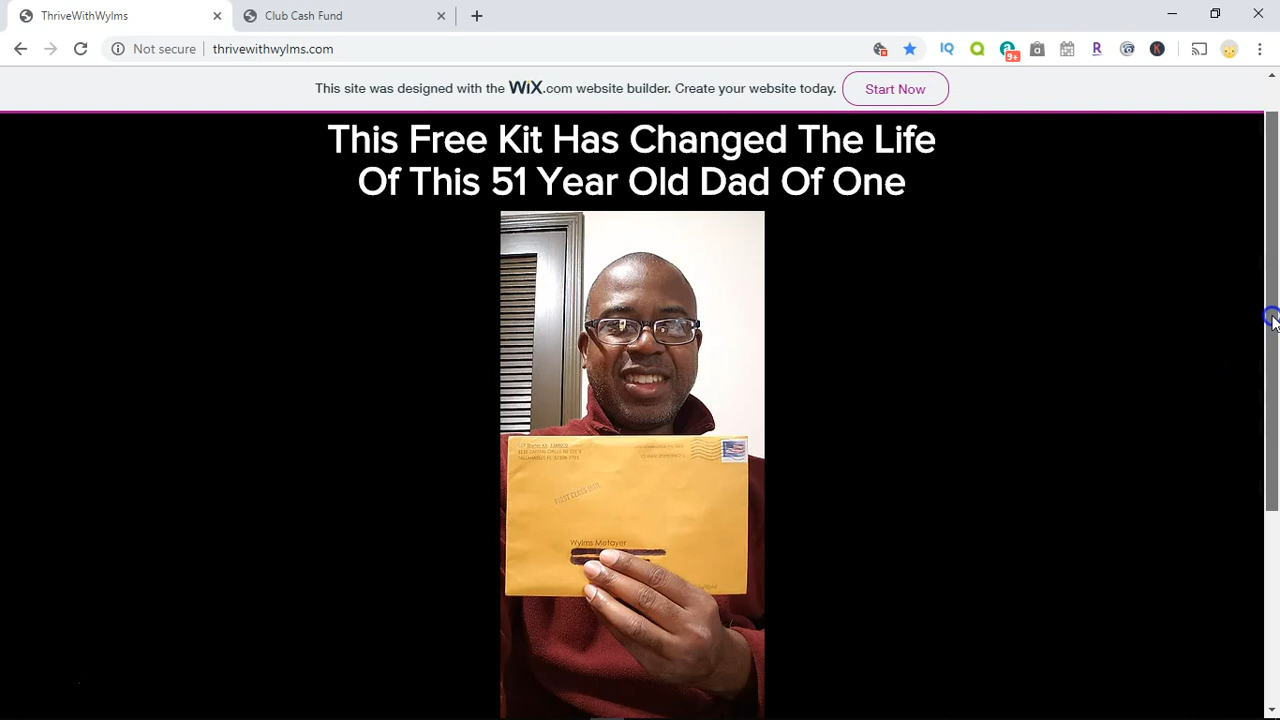 ThriveWithWylms
Club Cash Fund
Not secure
thrivewithwylms.com
9+
This site was designed with the WiX.com website builder. Create your website today.
Start Now
This Free Kit Has Changed The Life
Of This 51 Year Old Dad Of One
FIRST CLASS MAIL
Wylms Metayer